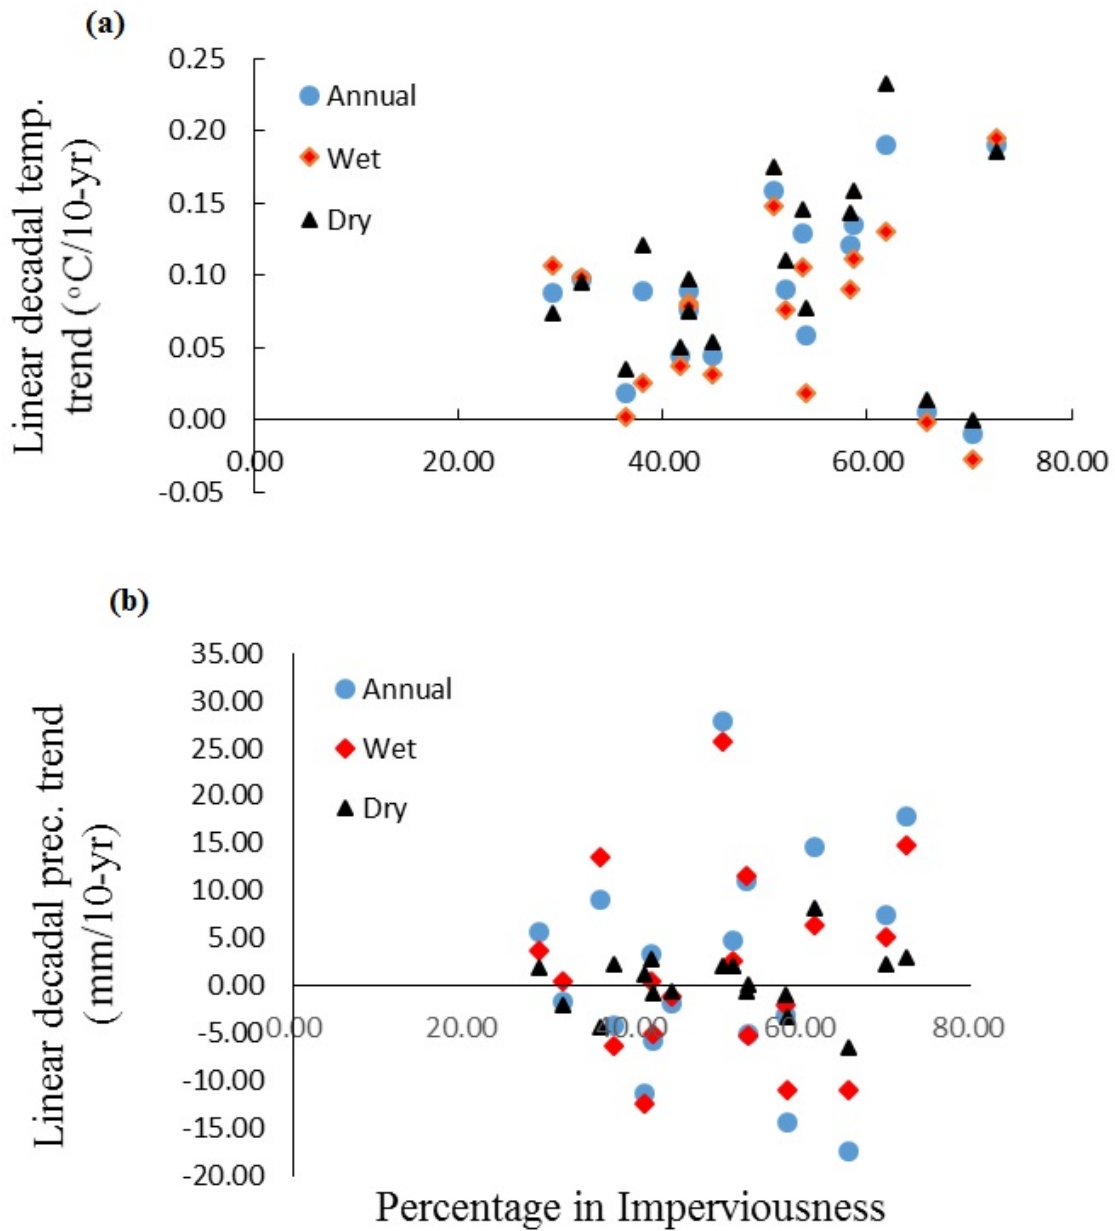 (a)
Linear decadal temp.
trend (°C/10-yr)
0.25
0.20
0.15
0.10
0.05
0.00
-0.05
Annual
Wet
Dry
0.00 20.00 40.00 60.00 80.00
(b)
Linear decadal prec. trend
(mm/10-yr)
35.00
30.00
25.00
20.00
15.00
10.00
5.00
0.00
-5.00
-10.00
-15.00
-20.00
Annual
Wet
Dry
0.00 20.00 40.00 60.00 80.00
Percentage in Imperviousness